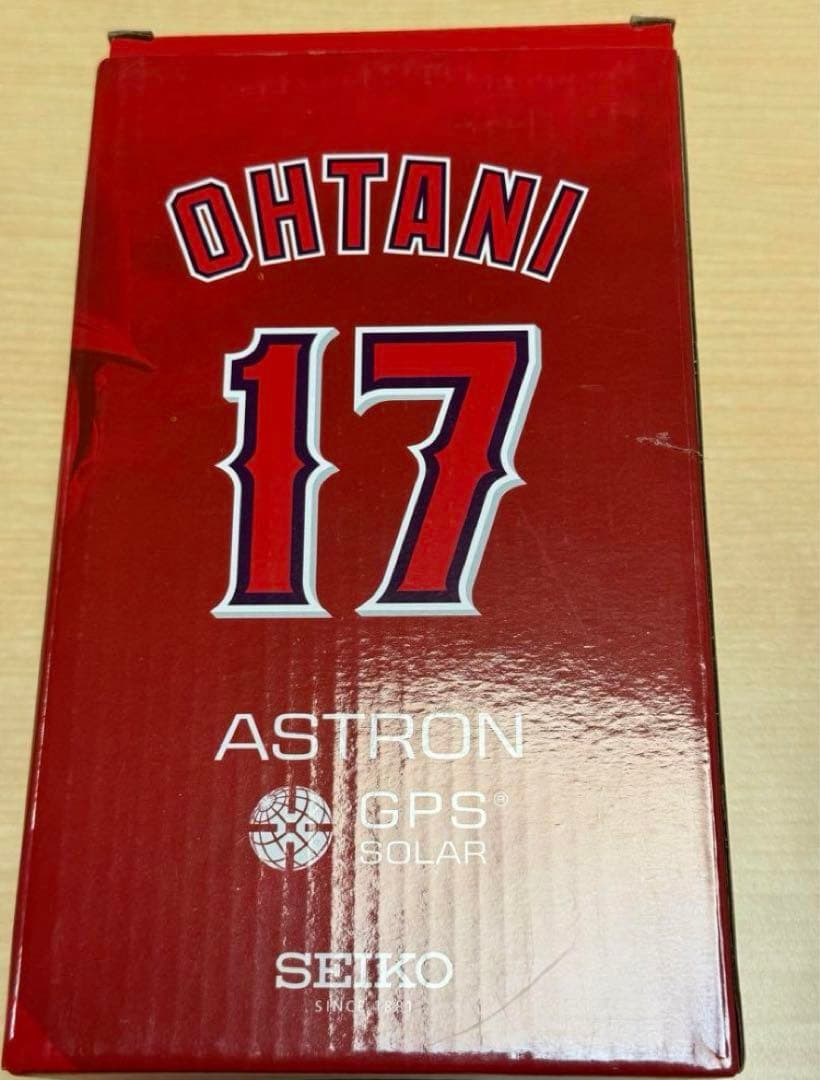 OHTANI
17
ASTRON
GPS®
SOLAR
SEIKO
SINCE 1881